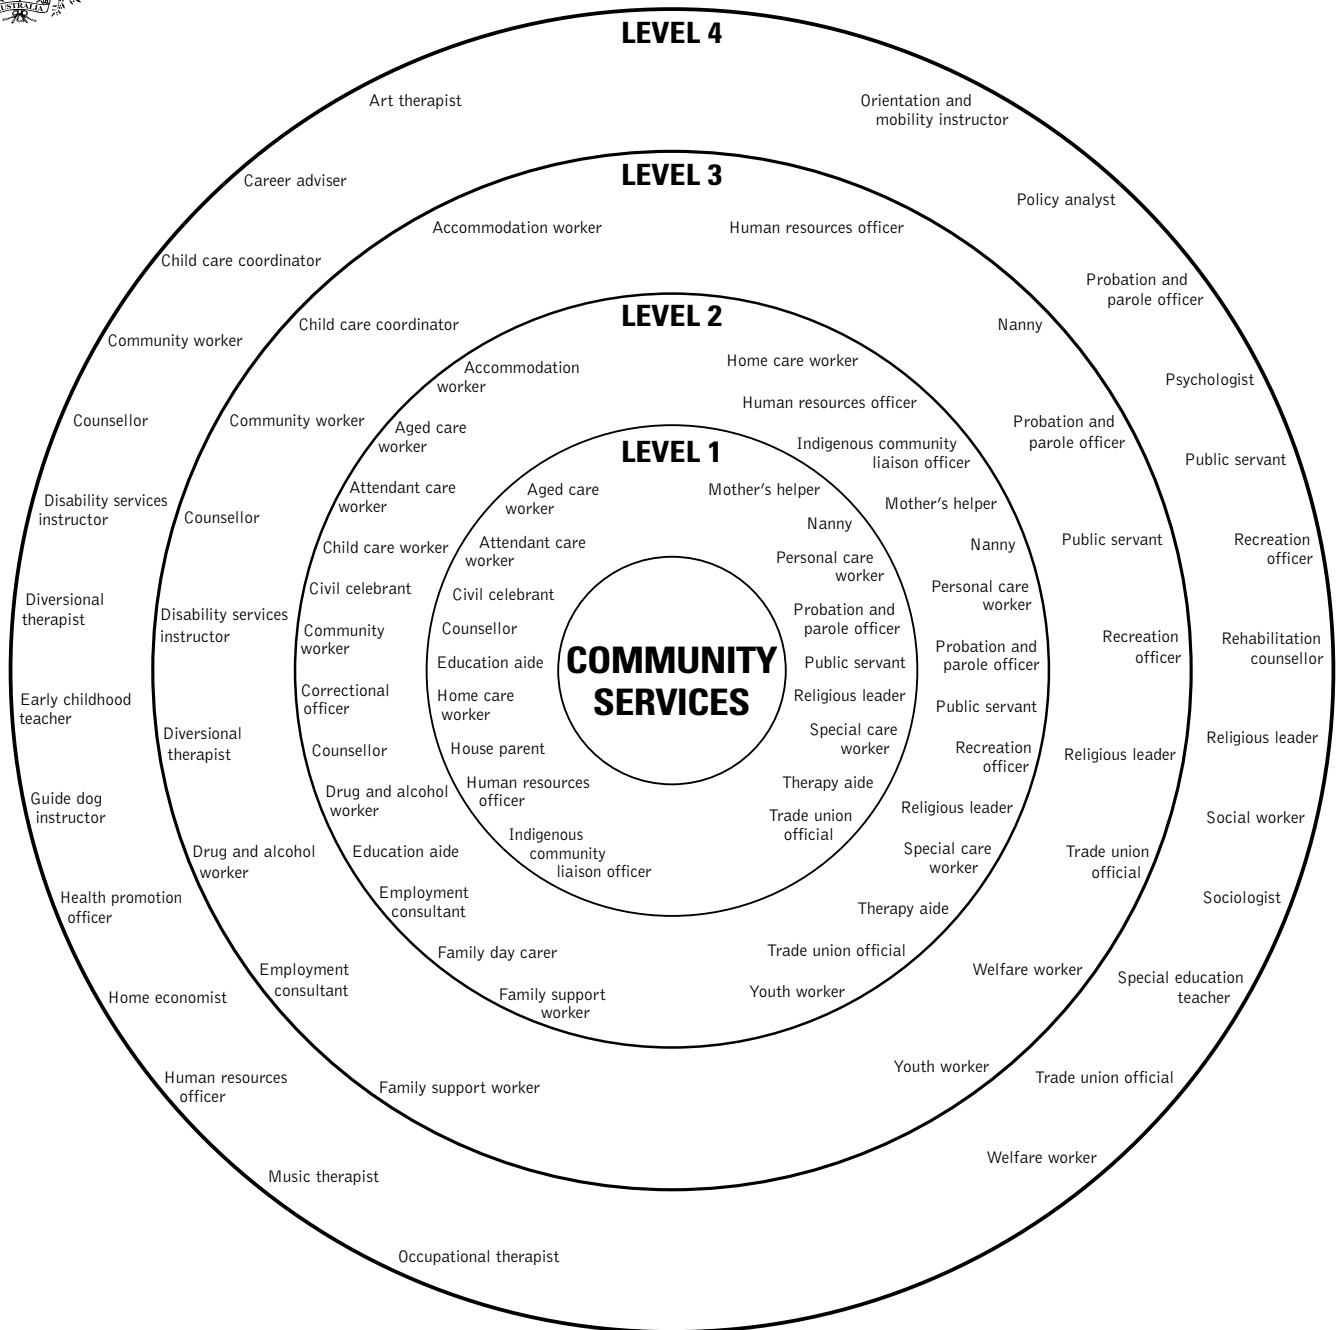 AUSTRALIA
LEVEL 4
Art therapist
Career adviser
Child care coordinator
Community worker
Counsellor
Disability services
instructor
Diversional
therapist
Early childhood
teacher
Guide dog
instructor
Health promotion
officer
Home economist
Human resources
officer
Music therapist
Occupational therapist
Orientation and
mobility instructor
Policy analyst
Probation and
parole officer
Psychologist
Public servant
Recreation
officer
Rehabilitation
counsellor
Religious leader
Social worker
Sociologist
Special education
teacher
Trade union official
Welfare worker
LEVEL 3
Accommodation worker
Child care coordinator
Community worker
Counsellor
Disability services
instructor
Diversional
therapist
Drug and alcohol
worker
Employment
consultant
Family support worker
Human resources officer
Nanny
Probation and
parole officer
Public servant
Recreation
officer
Religious leader
Trade union
official
Welfare worker
Youth worker
LEVEL 2
Accommodation
worker
Aged care
worker
Attendant care
worker
Child care worker
Civil celebrant
Community
worker
Correctional
officer
Counsellor
Drug and alcohol
worker
Education aide
Employment
consultant
Family day carer
Family support
worker
Home care worker
Human resources officer
Indigenous community
liaison officer
Mother's helper
Nanny
Personal care
worker
Probation and
parole officer
Public servant
Recreation
officer
Religious leader
Special care
worker
Therapy aide
Trade union official
Youth worker
LEVEL 1
Aged care
worker
Attendant care
worker
Civil celebrant
Counsellor
Education aide
Home care
worker
House parent
Human resources
officer
Indigenous
community
liaison officer
Mother's helper
Nanny
Personal care
worker
Probation and
parole officer
Public servant
Religious leader
Special care
worker
Therapy aide
Trade union
official
COMMUNITY
SERVICES